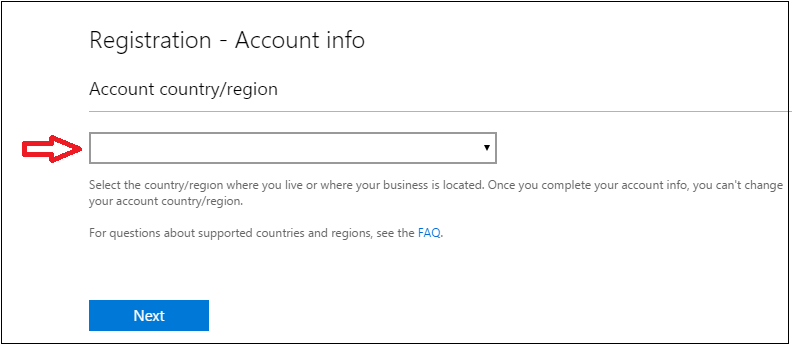 Registration - Account info
Account country/region
Select the country/region where you live or where your business is located. Once you complete your account info, you can't change
your account country/region.
For questions about supported countries and regions, see the FAQ.
Next